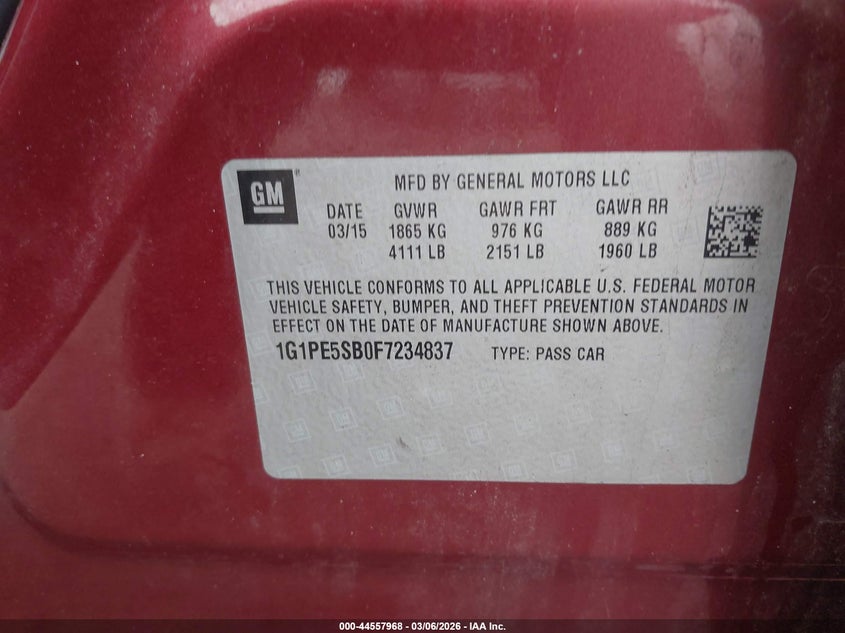 GM
MFD BY GENERAL MOTORS LLC
DATE GVWR GAWR FRT GAWR RR
03/15 1865 KG 976 KG 889 KG
4111 LB 2151 LB 1960 LB
THIS VEHICLE CONFORMS TO ALL APPLICABLE U.S. FEDERAL MOTOR
VEHICLE SAFETY, BUMPER, AND THEFT PREVENTION STANDARDS IN
EFFECT ON THE DATE OF MANUFACTURE SHOWN ABOVE.
1G1PE5SB0F7234837 TYPE: PASS CAR
000-44557968 - 03/06/2026 - IAA Inc.